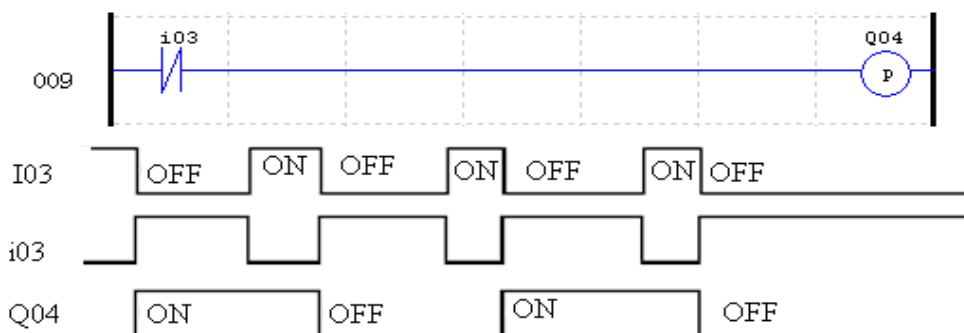 i03 Q04
009 P
I03 OFF ON OFF ON OFF ON OFF
i03
Q04 ON OFF ON OFF